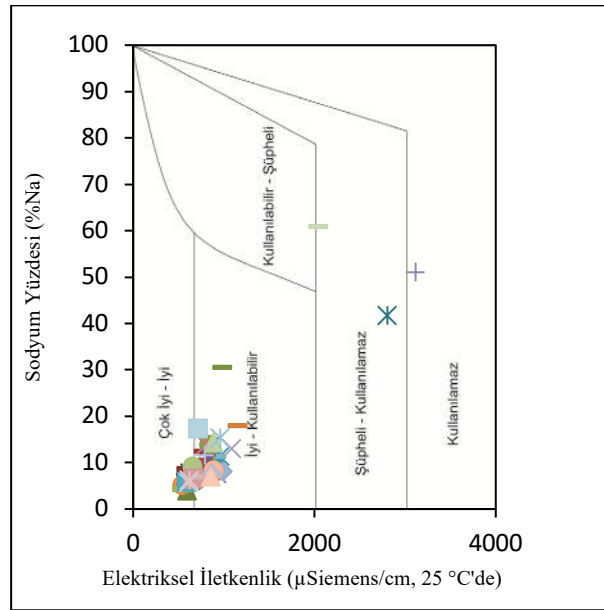 Sodyum Yüzdesi (%Na)
100
90
80
70
60
50
40
30
20
10
0
Çok İyi - İyi
İyi - Kullanılabilir
Kullanılabilir - Şüpheli
Şüpheli - Kullanılamaz
Kullanılamaz
0
2000
4000
Elektriksel İletkenlik (µSiemens/cm, 25 °C'de)